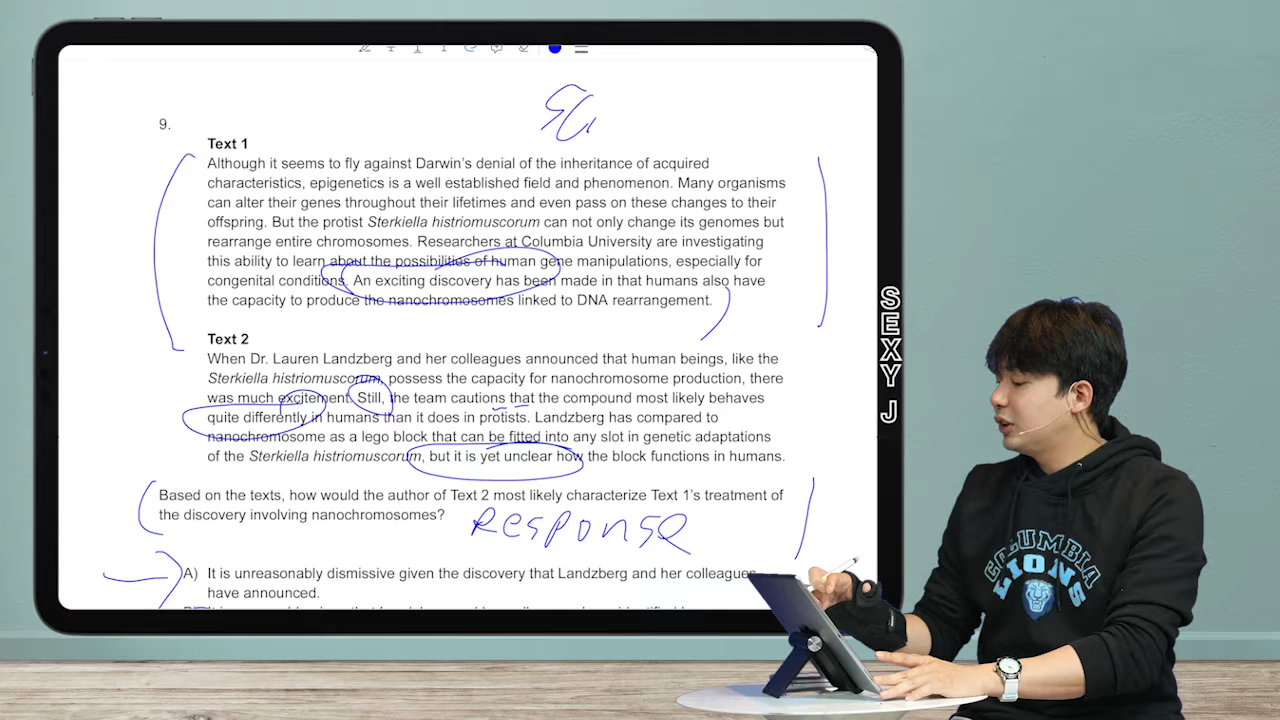 9.
Text 1
Although it seems to fly against Darwin's denial of the inheritance of acquired
characteristics, epigenetics is a well established field and phenomenon. Many organisms
can alter their genes throughout their lifetimes and even pass on these changes to their
offspring. But the protist Sterkiella histriomuscorum can not only change its genomes but
rearrange entire chromosomes. Researchers at Columbia University are investigating
this ability to learn about the possibilities of human gene manipulations, especially for
congenital conditions. An exciting discovery has been made in that humans also have
the capacity to produce the nanochromosomes linked to DNA rearrangement.
Text 2
When Dr. Lauren Landzberg and her colleagues announced that human beings, like the
Sterkiella histriomuscorum, possess the capacity for nanochromosome production, there
was much excitement. Still, the team cautions that the compound most likely behaves
quite differently in humans than it does in protists. Landzberg has compared to
nanochromosome as a lego block that can be fitted into any slot in genetic adaptations
of the Sterkiella histriomuscorum, but it is yet unclear how the block functions in humans.
Based on the texts, how would the author of Text 2 most likely characterize Text 1's treatment of
the discovery involving nanochromosomes?
Response
A) It is unreasonably dismissive given the discovery that Landzberg and her colleagues
have announced.
SEXY J
COLUMBIA
LIONS